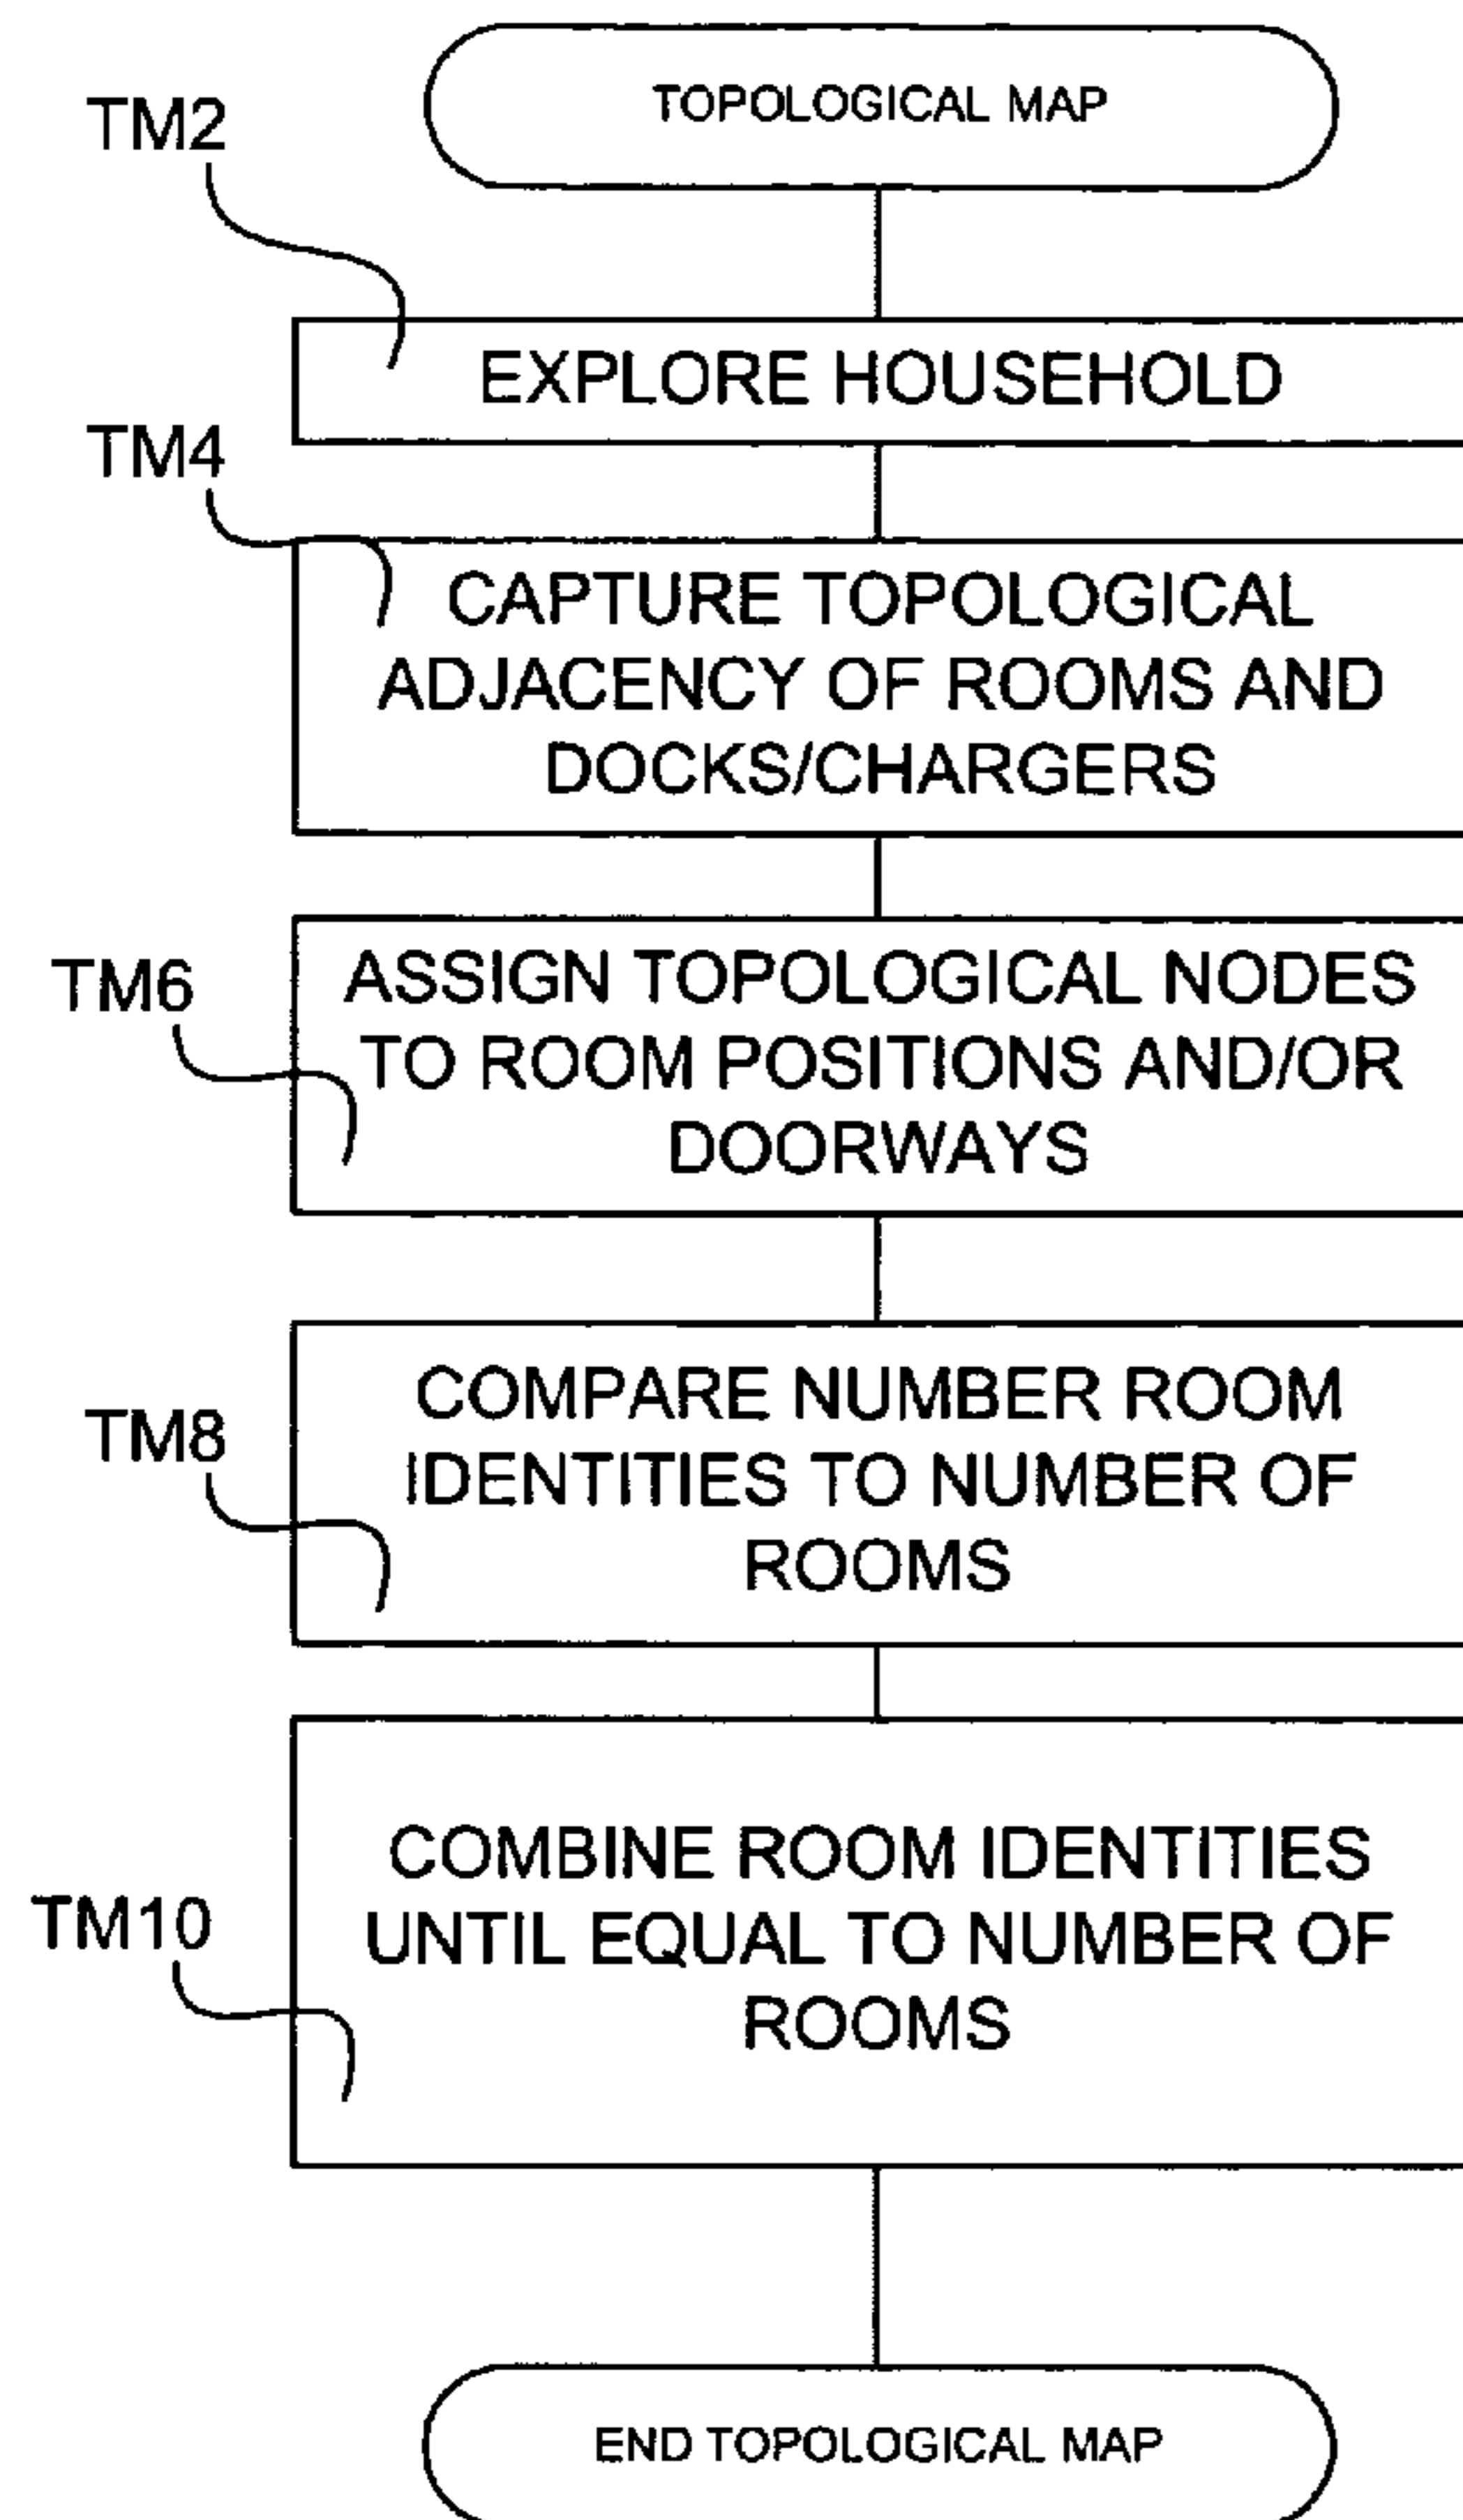 TOPOLOGICAL MAP
TM2
EXPLORE HOUSEHOLD
TM4
CAPTURE TOPOLOGICAL
ADJACENCY OF ROOMS AND
DOCKS/CHARGERS
TM6
ASSIGN TOPOLOGICAL NODES
TO ROOM POSITIONS AND/OR
DOORWAYS
TM8
COMPARE NUMBER ROOM
IDENTITIES TO NUMBER OF
ROOMS
TM10
COMBINE ROOM IDENTITIES
UNTIL EQUAL TO NUMBER OF
ROOMS
END TOPOLOGICAL MAP